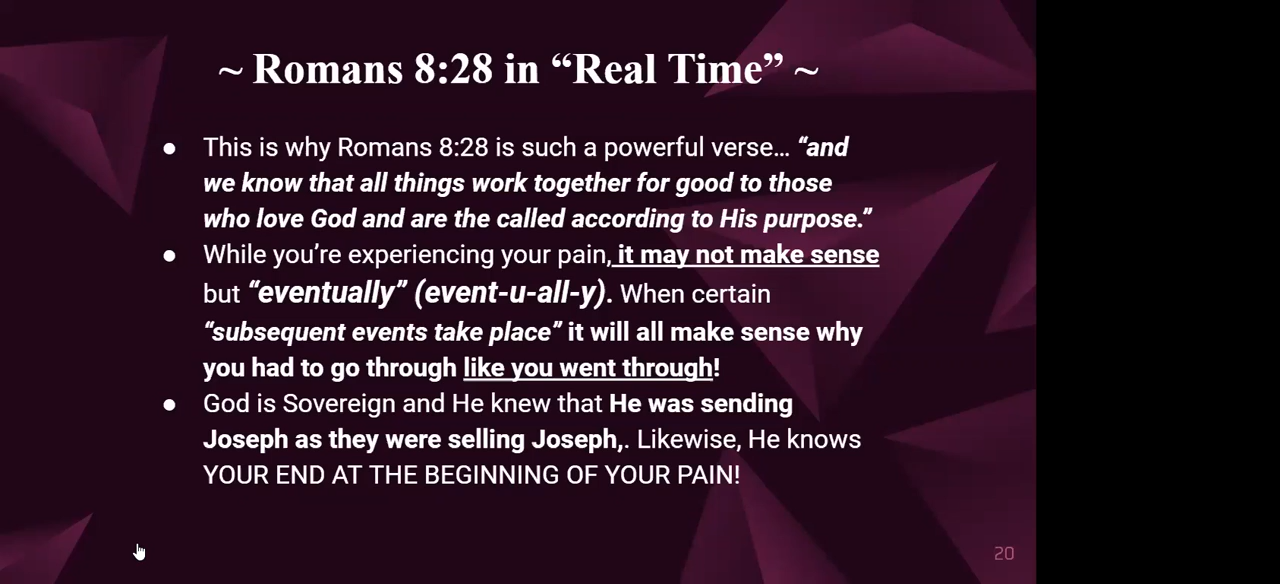 ~ Romans 8:28 in “Real Time” ~
● This is why Romans 8:28 is such a powerful verse… “and
we know that all things work together for good to those
who love God and are the called according to His purpose.”
● While you’re experiencing your pain, it may not make sense
but “eventually” (event-u-all-y). When certain
“subsequent events take place” it will all make sense why
you had to go through like you went through!
● God is Sovereign and He knew that He was sending
Joseph as they were selling Joseph,. Likewise, He knows
YOUR END AT THE BEGINNING OF YOUR PAIN!
20